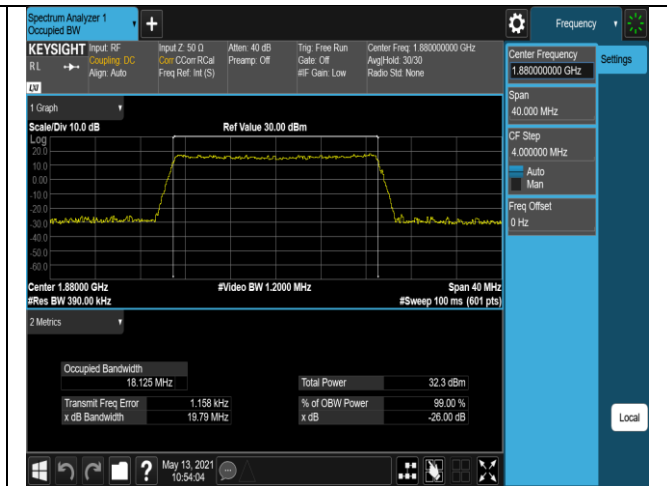 Spectrum Analyzer 1
Occupied BW
+
Frequency
KEYSIGHT
RL
LXI
Input: RF
Coupling: DC
Align: Auto
Input Z: 50 Ω
Corr CCorr RCal
Freq Ref: Int (S)
Atten: 40 dB
Preamp: Off
Trig: Free Run
Gate: Off
#IF Gain: Low
Center Freq: 1.880000000 GHz
Avg|Hold: 30/30
Radio Std: None
Center Frequency
1.880000000 GHz
Settings
Span
40.000 MHz
CF Step
4.000000 MHz
Auto
Man
Freq Offset
0 Hz
Local
1 Graph
Scale/Div 10.0 dB
Ref Value 30.00 dBm
Log
20.0
10.0
0.00
-10.0
-20.0
-30.0
-40.0
-50.0
-60.0
Center 1.88000 GHz
#Video BW 1.2000 MHz
Span 40 MHz
#Res BW 390.00 kHz
#Sweep 100 ms (601 pts)
2 Metrics
Occupied Bandwidth
18.125 MHz
Total Power 32.3 dBm
Transmit Freq Error 1.158 kHz
% of OBW Power 99.00 %
x dB Bandwidth 19.79 MHz
x dB -26.00 dB
?
May 13, 2021
10:54:04